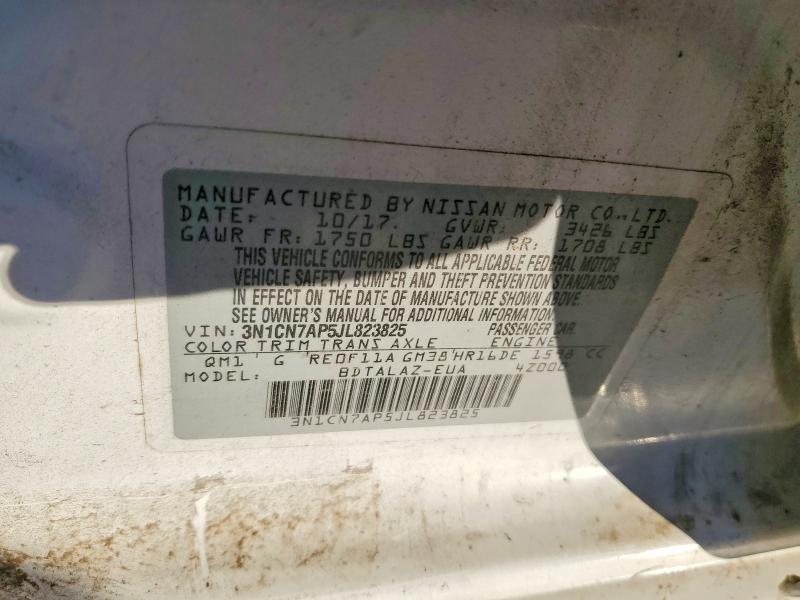 MANUFACTURED BY NISSAN MOTOR CO., LTD.
DATE: 10/17. GVWR: 3426 LBS
GAWR FR: 1750 LBS GAWR RR: 1708 LBS
THIS VEHICLE CONFORMS TO ALL APPLICABLE FEDERAL MOTOR
VEHICLE SAFETY, BUMPER AND THEFT PREVENTION STANDARDS
IN EFFECT ON THE DATE OF MANUFACTURE SHOWN ABOVE.
SEE OWNER'S MANUAL FOR ADDITIONAL INFORMATION.
VIN: 3N1CN7AP5JL823825 PASSENGER CAR
COLOR TRIM TRANS AXLE ENGINE
QM1 G RE0F11A GM38 HR16DE 1598 CC
MODEL: BDTALAZ-EUA 4Z000
3N1CN7AP5JL823825